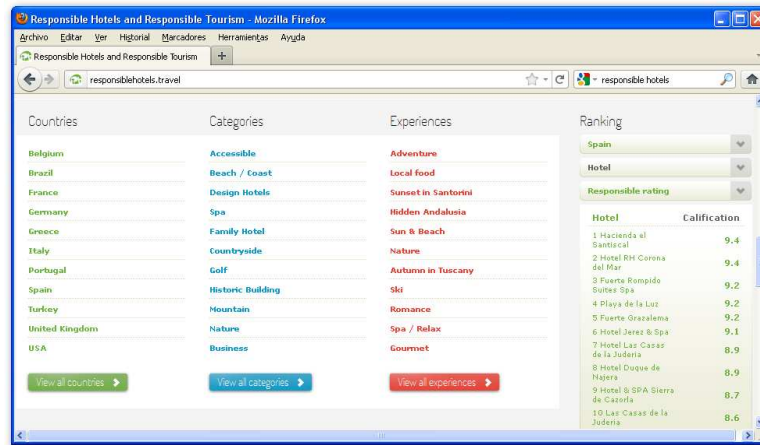 Responsible Hotels and Responsible Tourism - Mozilla Firefox
Archivo Editar Ver Historial Marcadores Herramientas Ayuda
Responsible Hotels and Responsible Tourism
responsiblehotels.travel
responsible hotels
Countries
Belgium
Brazil
France
Germany
Greece
Italy
Portugal
Spain
Turkey
United Kingdom
USA
View all countries
Categories
Accessible
Beach / Coast
Design Hotels
Spa
Family Hotel
Countryside
Golf
Historic Building
Mountain
Nature
Business
View all categories
Experiences
Adventure
Local food
Sunset in Santorini
Hidden Andalusia
Sun & Beach
Nature
Autumn in Tuscany
Ski
Romance
Spa / Relax
Gourmet
View all experiences
Ranking
Spain
Hotel
Responsible rating
Hotel Calification
1 Hacienda el
Santiscal 9.4
2 Hotel RH Corona
del Mar 9.4
3 Fuerte Rompido
Suites Spa 9.2
4 Playa de la Luz 9.2
5 Fuerte Grazalema 9.2
6 Hotel Jerez & Spa 9.1
7 Hotel Las Casas
de la Juderia 8.9
8 Hotel Duque de
Najera 8.9
9 Hotel & SPA Sierra
de Cazorla 8.7
10 Las Casas de la
Juderia 8.6